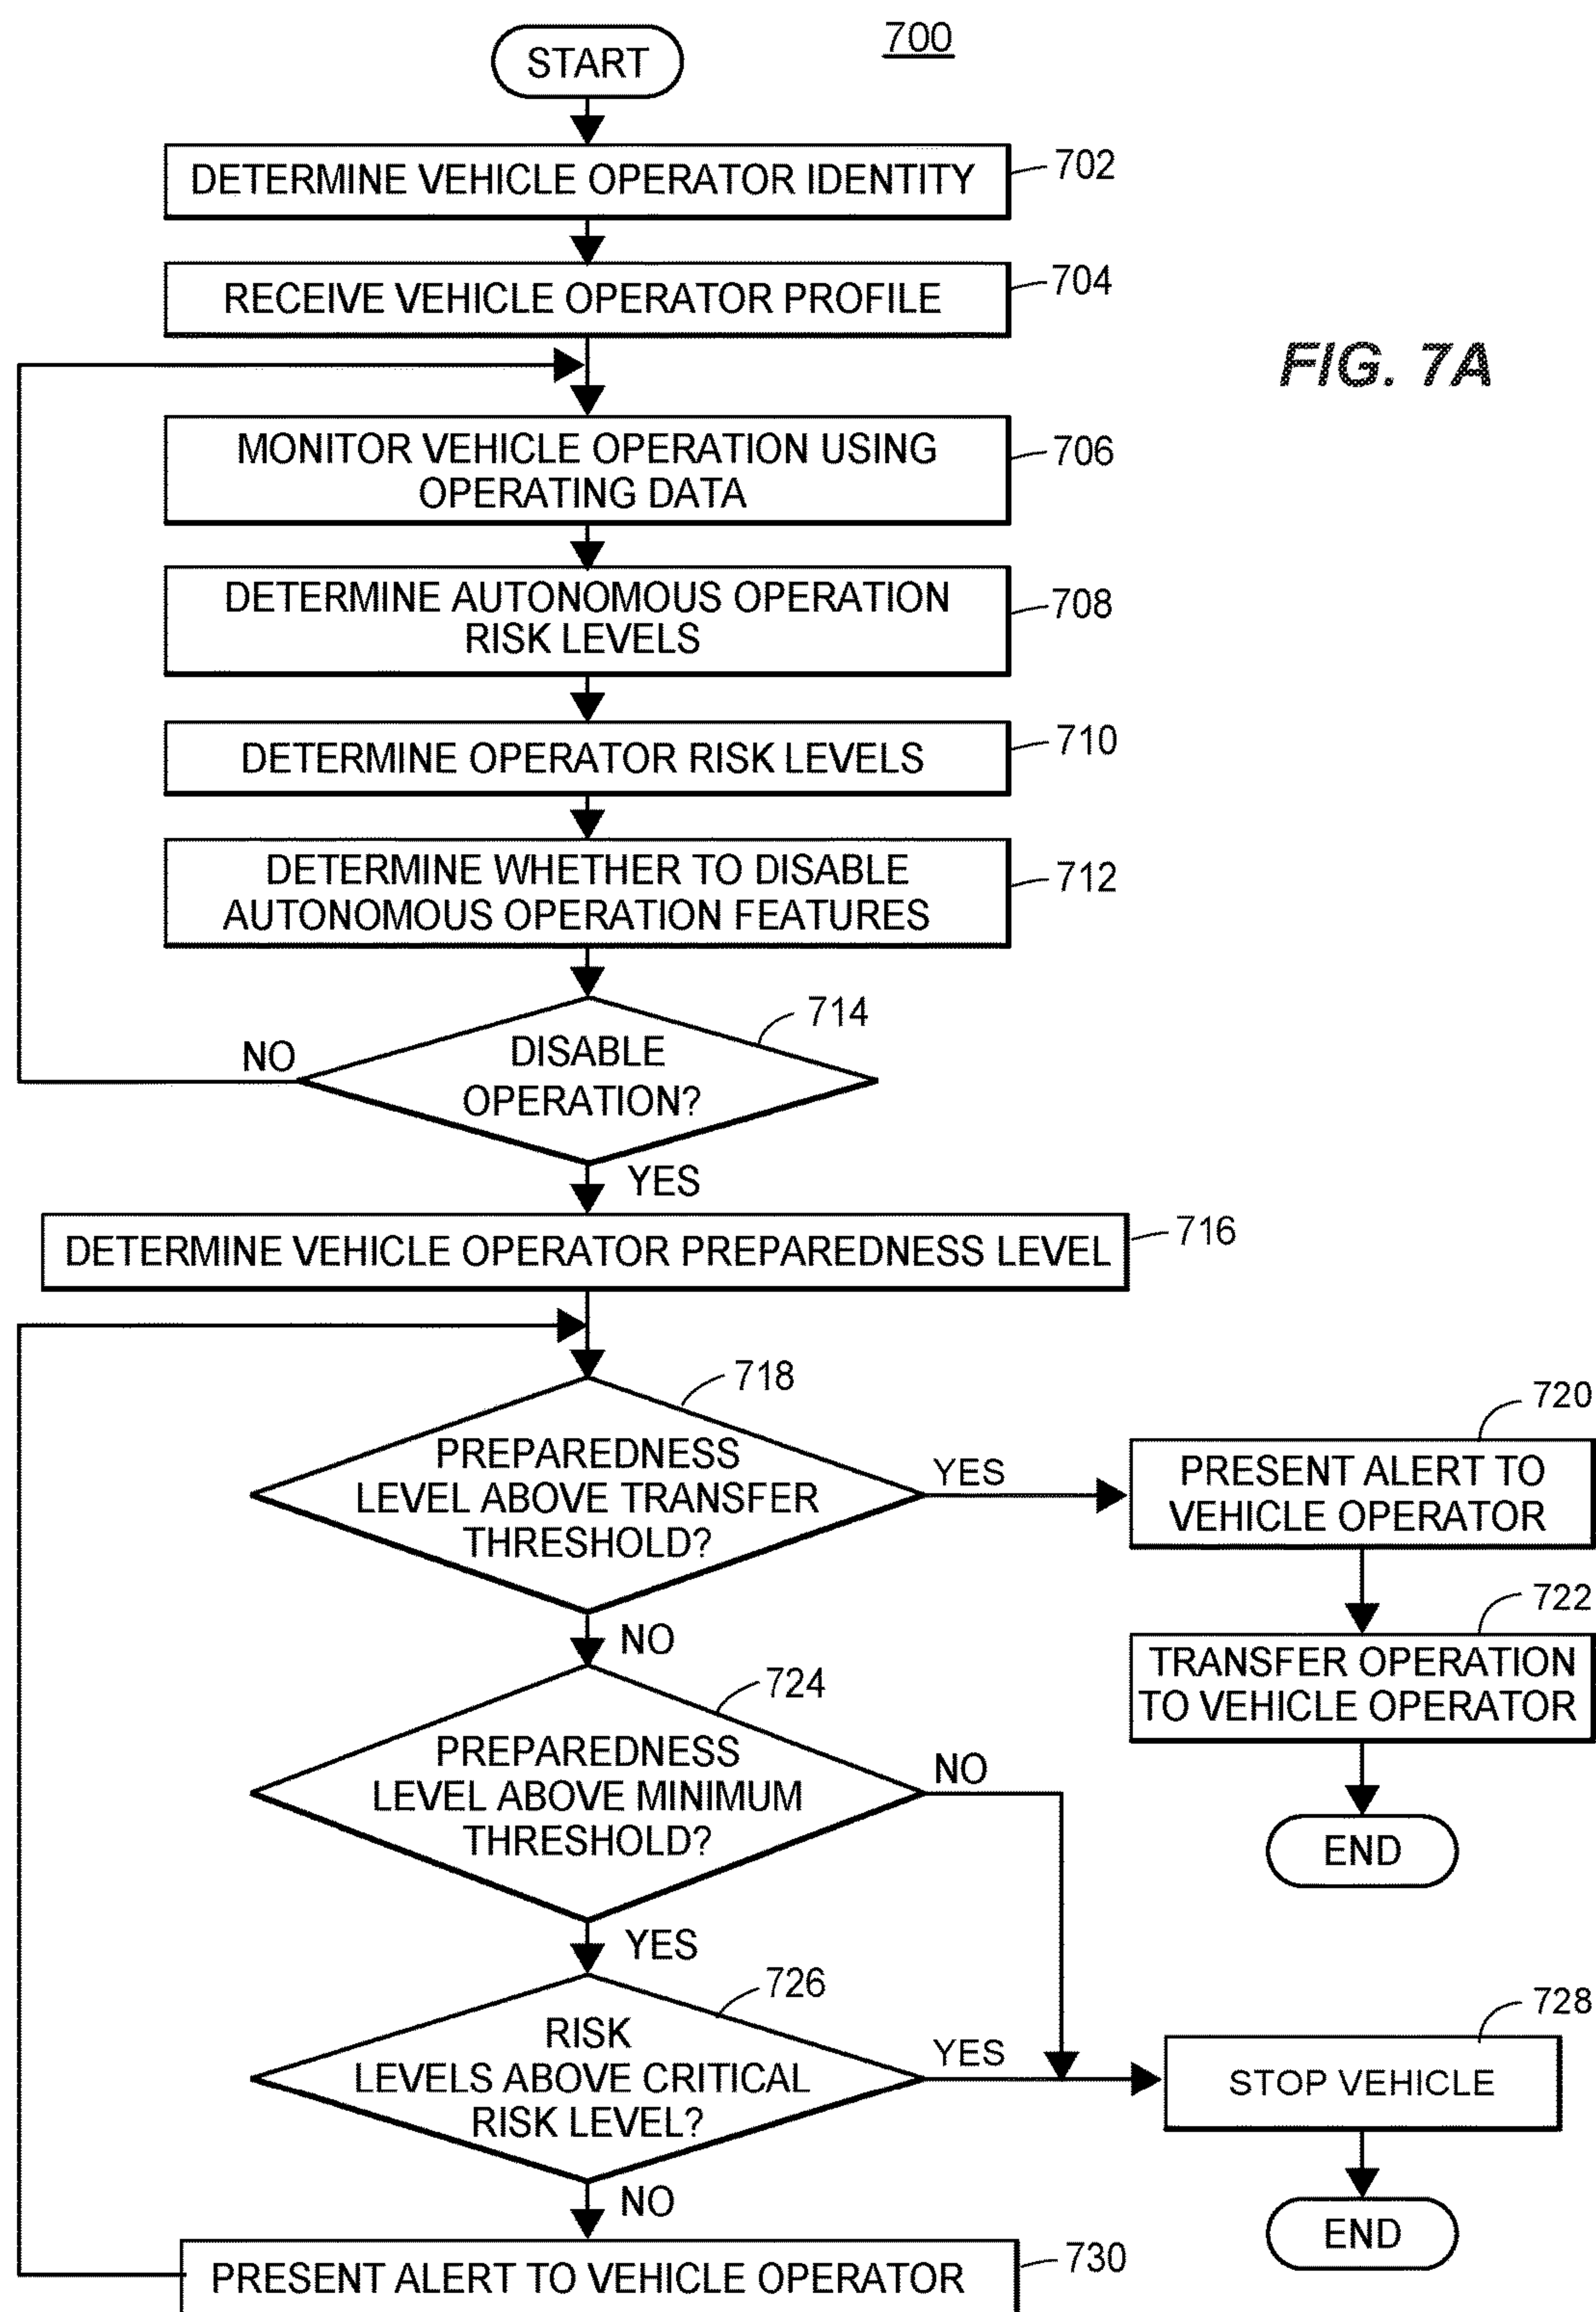 700
START
DETERMINE VEHICLE OPERATOR IDENTITY
702
RECEIVE VEHICLE OPERATOR PROFILE
704
FIG. 7A
MONITOR VEHICLE OPERATION USING
OPERATING DATA
706
DETERMINE AUTONOMOUS OPERATION
RISK LEVELS
708
DETERMINE OPERATOR RISK LEVELS
710
DETERMINE WHETHER TO DISABLE
AUTONOMOUS OPERATION FEATURES
712
714
DISABLE
OPERATION?
NO
YES
DETERMINE VEHICLE OPERATOR PREPAREDNESS LEVEL
716
718
PREPAREDNESS
LEVEL ABOVE TRANSFER
THRESHOLD?
YES
720
PRESENT ALERT TO
VEHICLE OPERATOR
722
TRANSFER OPERATION
TO VEHICLE OPERATOR
END
NO
724
PREPAREDNESS
LEVEL ABOVE MINIMUM
THRESHOLD?
NO
YES
726
RISK
LEVELS ABOVE CRITICAL
RISK LEVEL?
YES
728
STOP VEHICLE
END
NO
PRESENT ALERT TO VEHICLE OPERATOR
730